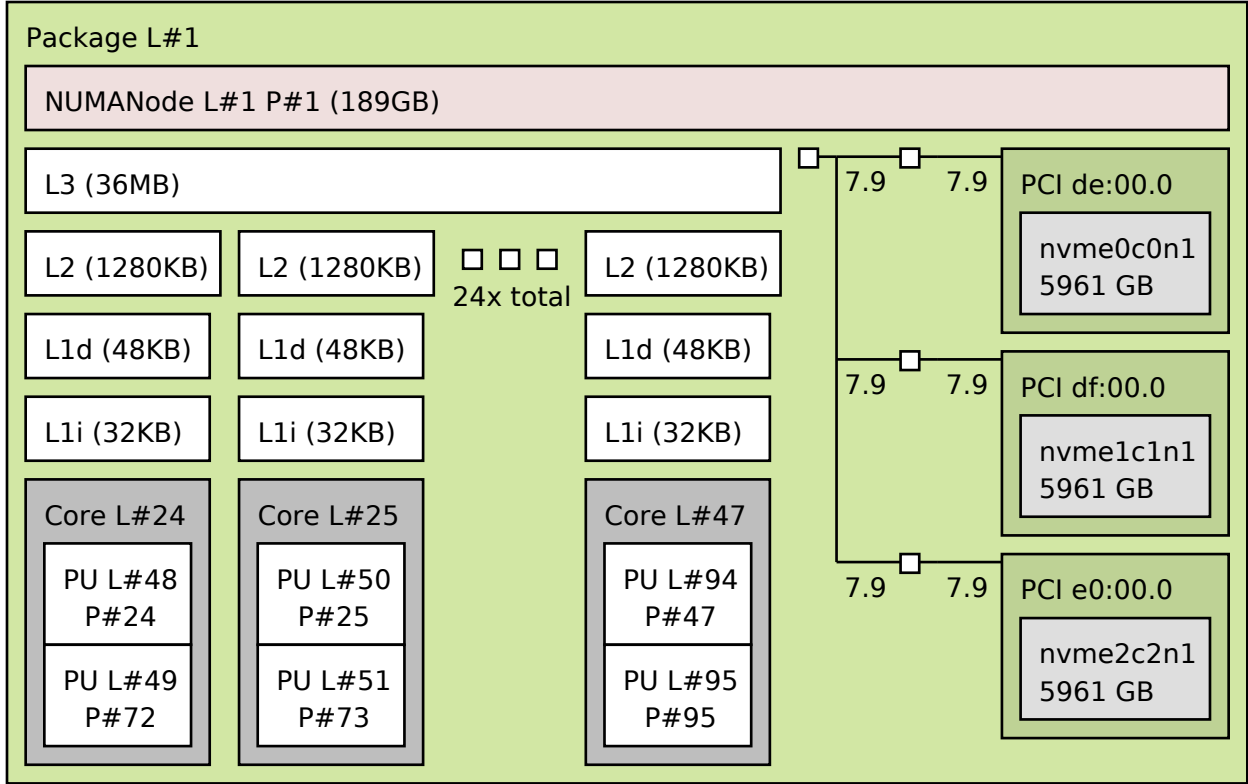 Package L#1
NUMANode L#1 P#1 (189GB)
L3 (36MB)
7.9 7.9
PCI de:00.0
nvme0c0n1
5961 GB
L2 (1280KB) L2 (1280KB) 24x total L2 (1280KB)
L1d (48KB) L1d (48KB) L1d (48KB)
7.9 7.9
PCI df:00.0
nvme1c1n1
5961 GB
L1i (32KB) L1i (32KB) L1i (32KB)
Core L#24
PU L#48
P#24
PU L#49
P#72
Core L#25
PU L#50
P#25
PU L#51
P#73
Core L#47
PU L#94
P#47
PU L#95
P#95
7.9 7.9
PCI e0:00.0
nvme2c2n1
5961 GB